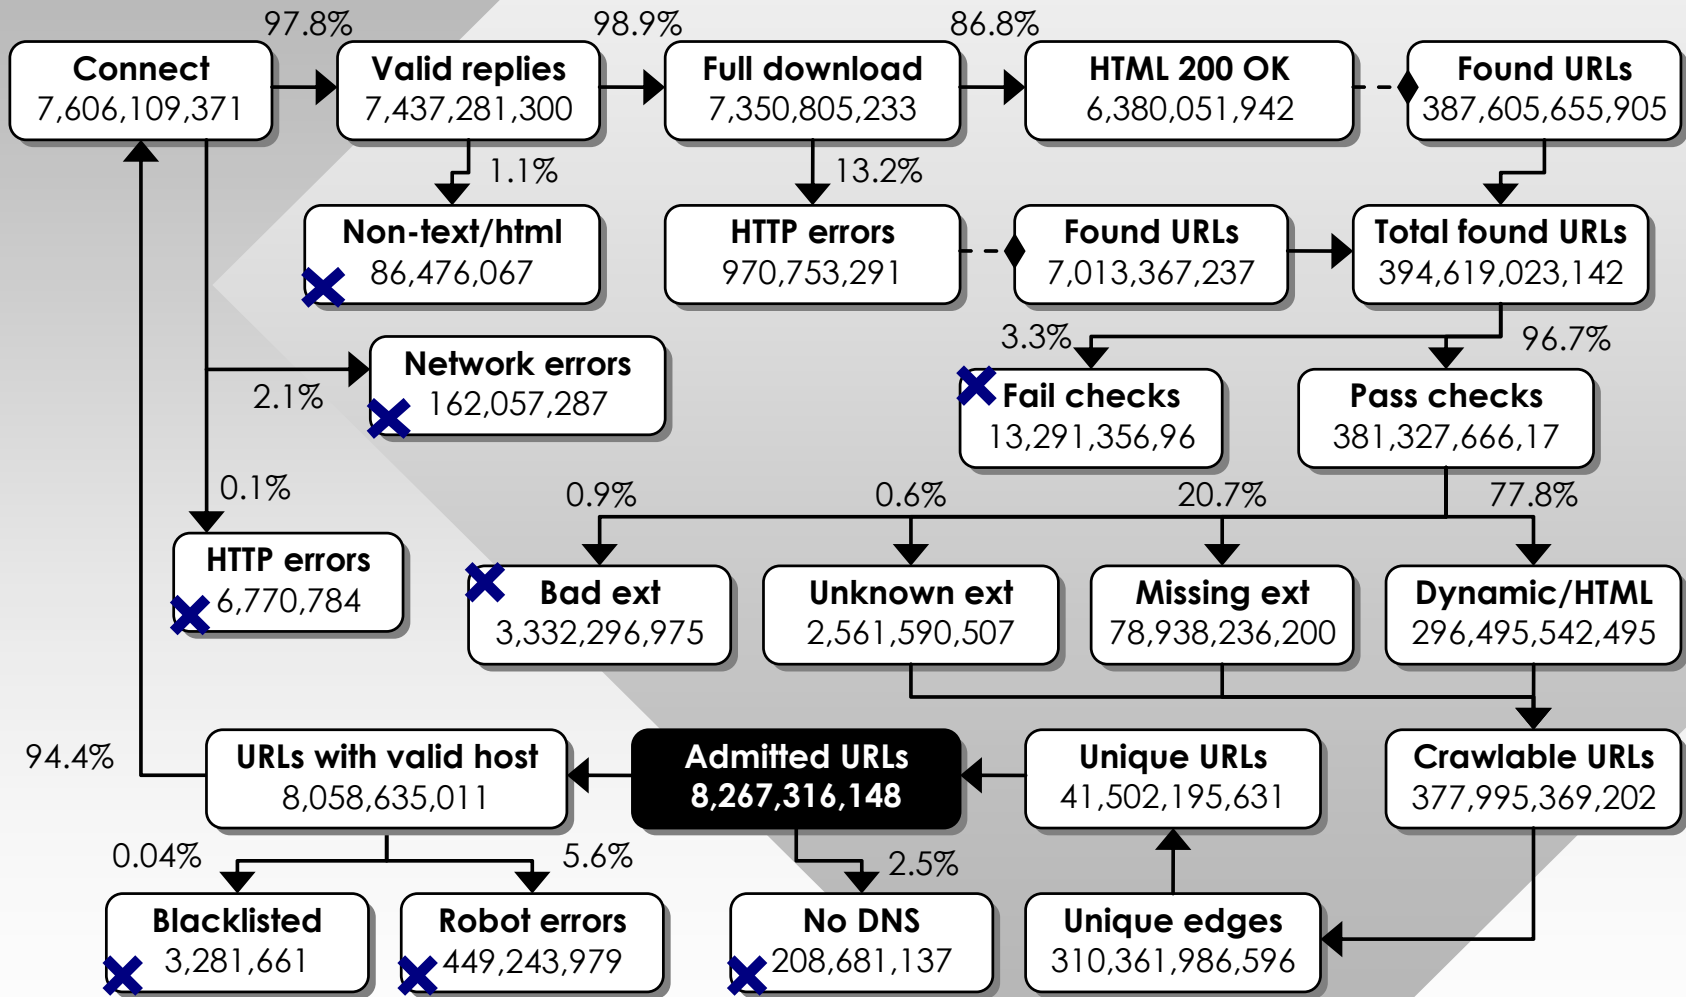 97.8%
98.9%
86.8%
Connect
7,606,109,371
Valid replies
7,437,281,300
Full download
7,350,805,233
HTML 200 OK
6,380,051,942
Found URLs
387,605,655,905
1.1%
13.2%
Non-text/html
86,476,067
HTTP errors
970,753,291
Found URLs
7,013,367,237
Total found URLs
394,619,023,142
3.3%
96.7%
Network errors
162,057,287
2.1%
Fail checks
13,291,356,96
Pass checks
381,327,666,17
0.1%
0.9%
0.6%
20.7%
77.8%
HTTP errors
6,770,784
Bad ext
3,332,296,975
Unknown ext
2,561,590,507
Missing ext
78,938,236,200
Dynamic/HTML
296,495,542,495
94.4%
URLs with valid host
8,058,635,011
Admitted URLs
8,267,316,148
Unique URLs
41,502,195,631
Crawlable URLs
377,995,369,202
0.04%
5.6%
2.5%
Blacklisted
3,281,661
Robot errors
449,243,979
No DNS
208,681,137
Unique edges
310,361,986,596